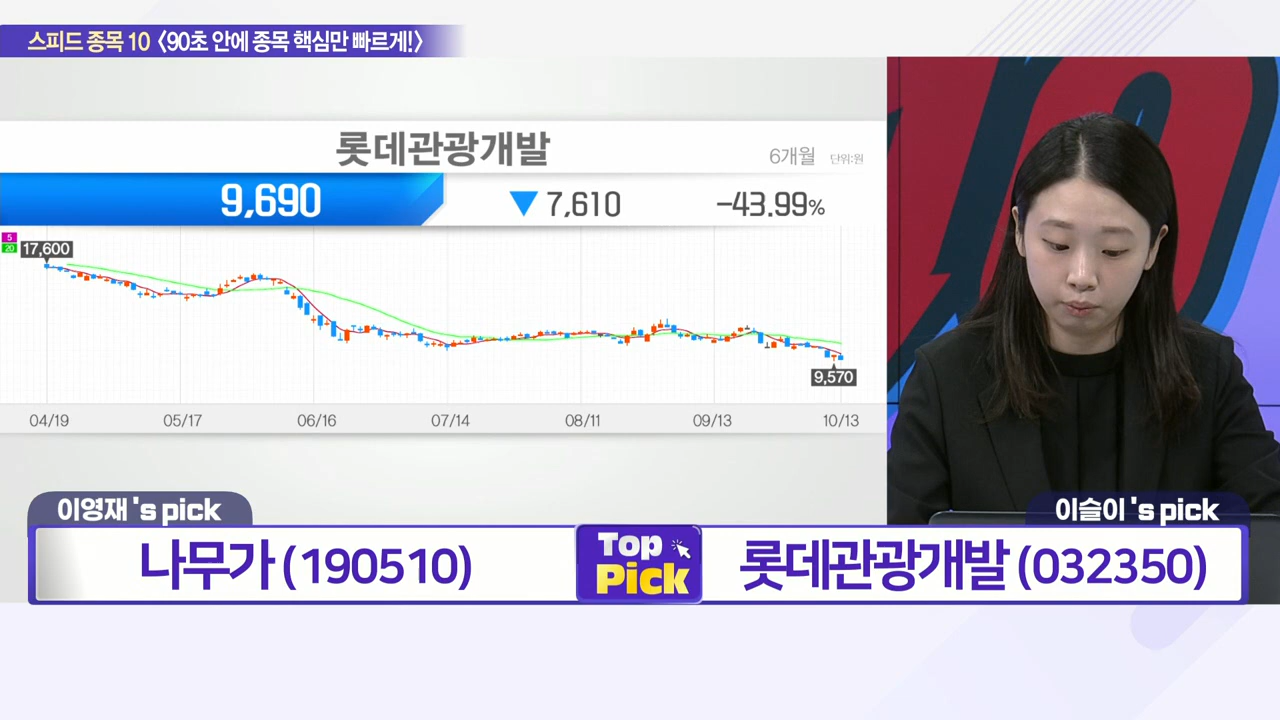 스피드 종목 10 〈90초 안에 종목 핵심만 빠르게!〉
롯데관광개발
6개월 단위:원
9,690 ▼7,610 -43.99%
5
20
17,600
9,570
04/19 05/17 06/16 07/14 08/11 09/13 10/13
이영재 's pick
이슬이 's pick
나무가 (190510)
Top Pick
롯데관광개발 (032350)